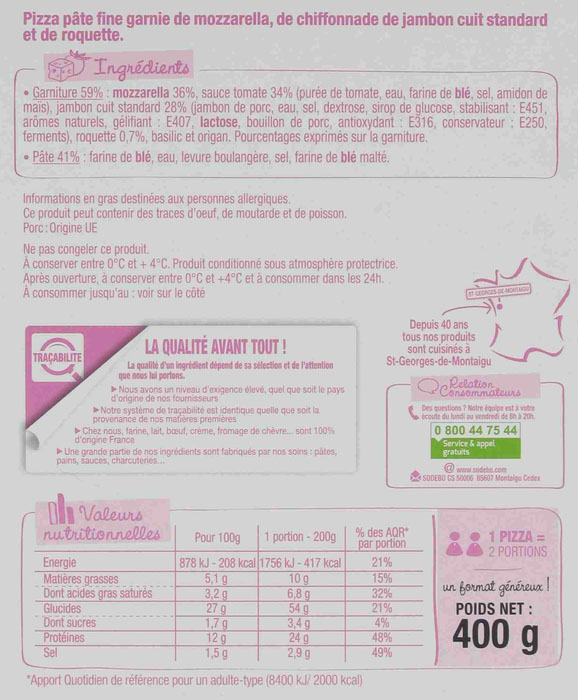 Pizza pâte fine garnie de mozzarella, de chiffonnade de jambon cuit standard
et de roquette.
Ingrédients
• Garniture 59% : mozzarella 36%, sauce tomate 34% (purée de tomate, eau, farine de blé, sel, amidon de
maïs), jambon cuit standard 28% (jambon de porc, eau, sel, dextrose, sirop de glucose, stabilisant : E451,
arômes naturels, gélifiant : E407, lactose, bouillon de porc, antioxydant : E316, conservateur : E250,
ferments), roquette 0,7%, basilic et origan. Pourcentages exprimés sur la garniture.
• Pâte 41% : farine de blé, eau, levure boulangère, sel, farine de blé malté.
Informations en gras destinées aux personnes allergiques.
Ce produit peut contenir des traces d'oeuf, de moutarde et de poisson.
Porc : Origine UE
Ne pas congeler ce produit.
À conserver entre 0°C et + 4°C. Produit conditionné sous atmosphère protectrice.
Après ouverture, à conserver entre 0°C et +4°C et à consommer dans les 24h.
À consommer jusqu'au : voir sur le côté
ST-GEORGES-DE-MONTAIGU
Depuis 40 ans
tous nos produits
sont cuisinés à
St-Georges-de-Montaigu
TRAÇABILITE
LA QUALITÉ AVANT TOUT !
La qualité d'un ingrédient dépend de sa sélection et de l'attention
que nous lui portons.
▶ Nous avons un niveau d'exigence élevé, quel que soit le pays
d'origine de nos fournisseurs
▶ Notre système de traçabilité est identique quelle que soit la
provenance de nos matières premières
▶ Chez nous, farine, lait, bœuf, crème, fromage de chèvre... sont 100%
d'origine France
▶ Une grande partie de nos ingrédients sont fabriqués par nos soins : pâtes,
pains, sauces, charcuteries...
Relation
Consommateurs
Des questions ? Notre équipe est à votre
écoute du lundi au vendredi de 8h à 20h.
0 800 44 75 44
Service & appel
gratuits
@ www.sodebo.com
SODEBO CS 50006 85607 Montaigu Cedex
Valeurs
nutritionnelles
Pour 100g 1 portion - 200g % des AQR* par portion
Energie 878 kJ - 208 kcal 1756 kJ - 417 kcal 21%
Matières grasses 5,1 g 10 g 15%
Dont acides gras saturés 3,2 g 6,8 g 32%
Glucides 27 g 54 g 21%
Dont sucres 1,7 g 3,4 g 4%
Protéines 12 g 24 g 48%
Sel 1,5 g 2,9 g 49%
1 PIZZA =
2 PORTIONS
un format généreux !
POIDS NET :
400 g
*Apport Quotidien de référence pour un adulte-type (8400 kJ/ 2000 kcal)